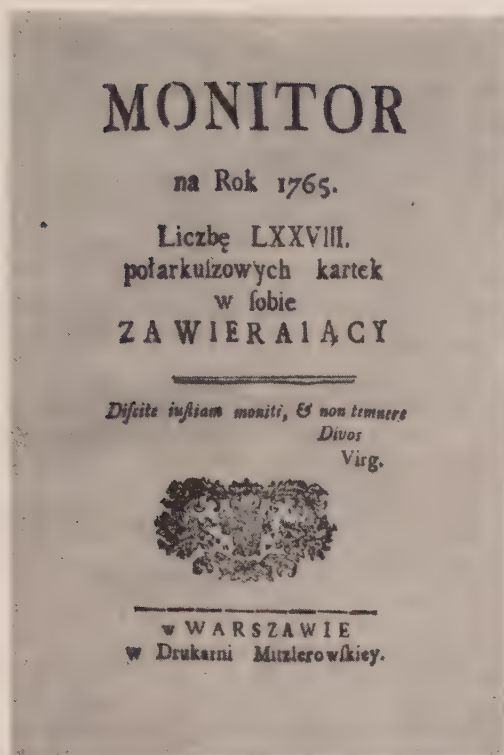 MONITOR
na Rok 1765.
Liczbę LXXVIII.
połarkuſzowych kartek
w ſobie
ZAWIERAIĄCY
Diſcite iuſtiam moniti, & non temnere
Divos
Virg.
w WARSZAWIE
w Drukarni Mitzlerowſkiey.